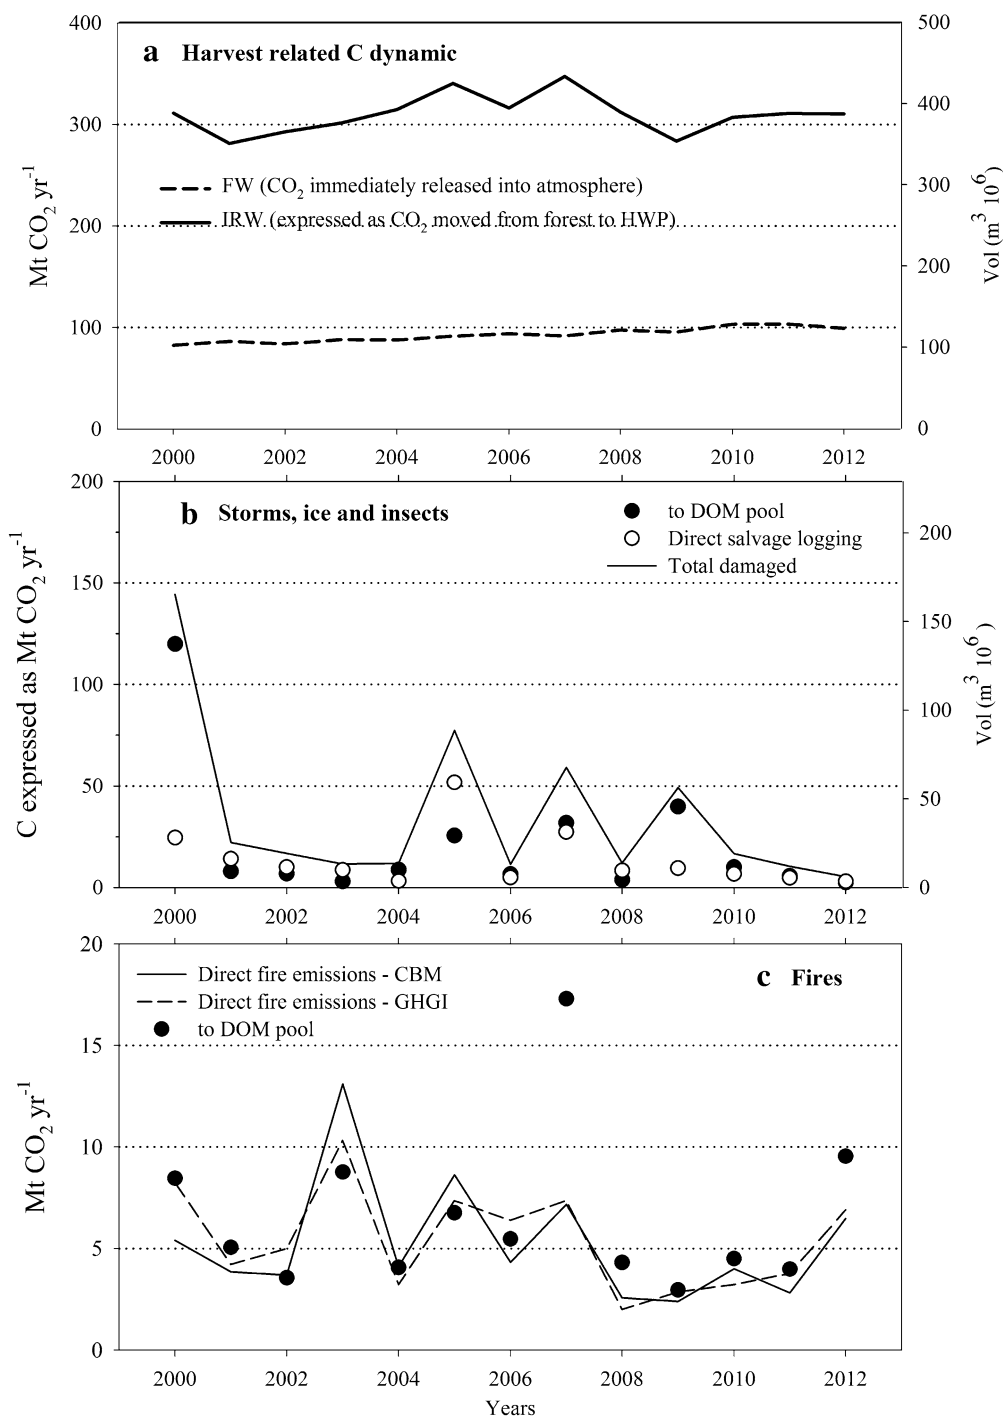 a Harvest related C dynamic
400
300
200
100
0
Mt CO2 yr-1
FW (CO2 immediately released into atmosphere)
IRW (expressed as CO2 moved from forest to HWP)
500
400
300
200
100
0
Vol (m3 106)
2000 2002 2004 2006 2008 2010 2012
b Storms, ice and insects
200
150
100
50
0
C expressed as Mt CO2 yr-1
to DOM pool
Direct salvage logging
Total damaged
200
150
100
50
0
Vol (m3 106)
2000 2002 2004 2006 2008 2010 2012
20
15
10
5
0
Mt CO2 yr-1
Direct fire emissions - CBM
Direct fire emissions - GHGI
to DOM pool
c Fires
2000 2002 2004 2006 2008 2010 2012
Years